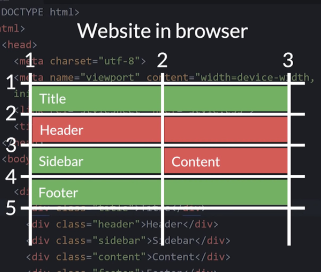 DOCTYPE html>
Website in browser
<head>
<meta charset="utf-8">
1 2 3
<meta name="viewport" content="width=device-width,
1
Title
2
Header
3
Sidebar Content
4
Footer
5
<div class="header">Header</div>
<div class="sidebar">Sidebar</div>
<div class="content">Content</div>